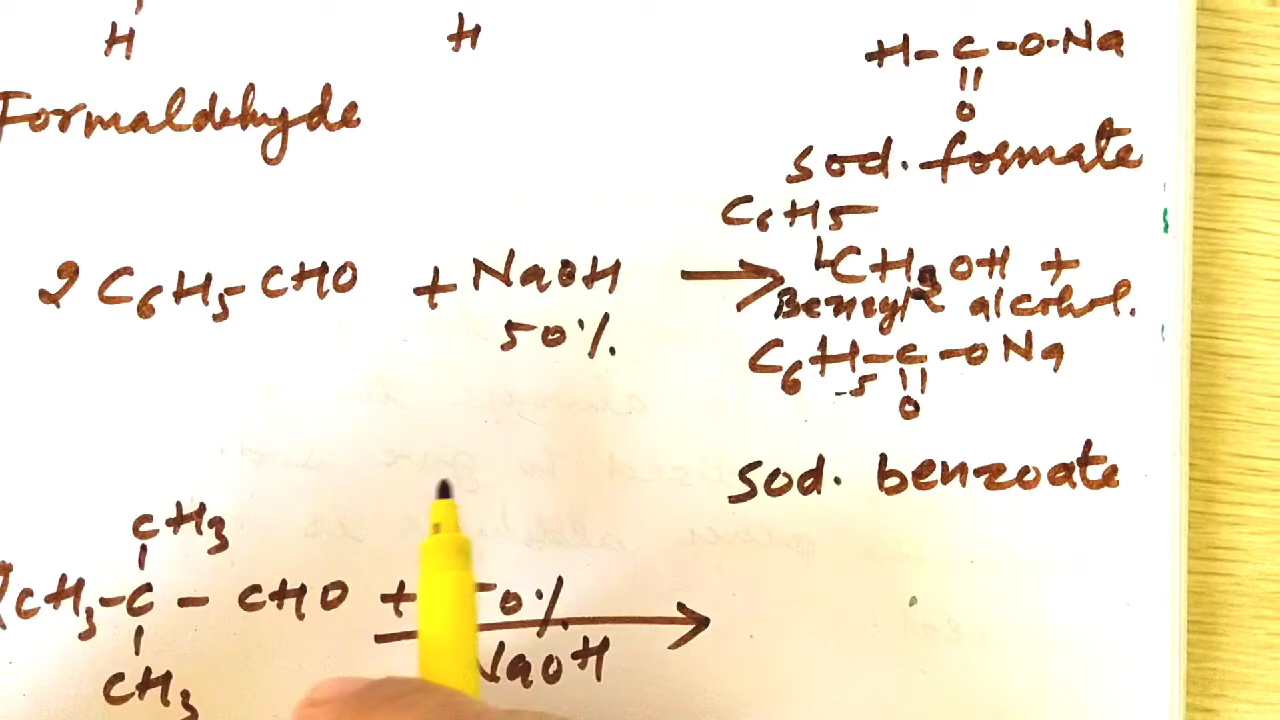 H H H-C-O-Na
||
O
Formaldehyde
sod. formate
C6H5
2 C6H5-CHO + NaOH → CH2OH +
50% Benzyl alcohol.
C6H5-C-ONa
||
O
sod. benzoate
CH3
CH3-C-CHO + 50% →
NaOH
CH3